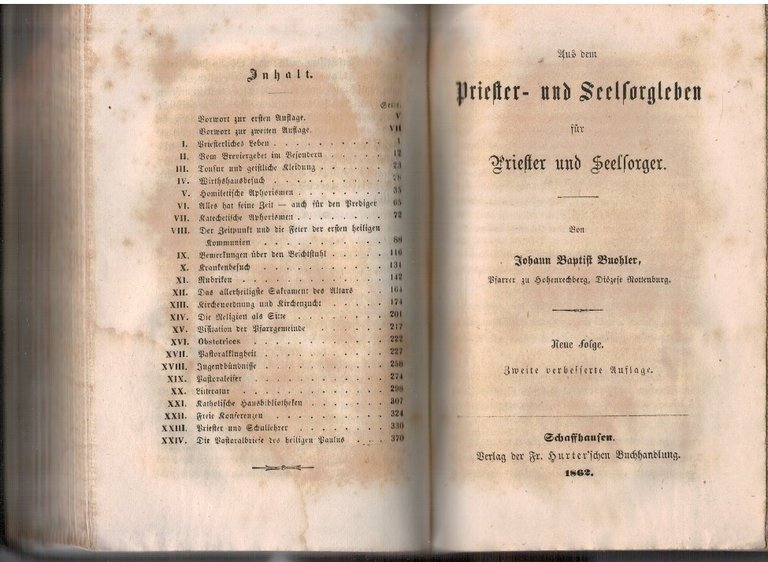 Inhalt.
Seite.
Vorwort zur ersten Auflage. V
Vorwort zur zweiten Auflage. VII
I. Priesterliches Leben . . . . . . . . . . 1
II. Vom Breviergebet im Besondern . . . . . . 12
III. Tonsur und geistliche Kleidung . . . . . . 23
IV. Wirthshausbesuch . . . . . . . . . . 28
V. Homiletische Aphorismen . . . . . . . . 35
VI. Alles hat seine Zeit — auch für den Prediger 65
VII. Katechetische Aphorismen . . . . . . . . 72
VIII. Der Zeitpunkt und die Feier der ersten heiligen
Kommunion . . . . . . . . . . 88
IX. Bemerkungen über den Beichtstuhl . . . . . 116
X. Krankenbesuch . . . . . . . . . . 131
XI. Rubriken . . . . . . . . . . 142
XII. Das allerheiligste Sakrament des Altars . . 164
XIII. Kirchenordnung und Kirchenzucht . . . . . 174
XIV. Die Religion als Sitte . . . . . . . . 201
XV. Visitation der Pfarrgemeinde . . . . . . 217
XVI. Obstetrices . . . . . . . . . . 222
XVII. Pastoralklugheit . . . . . . . . . . 227
XVIII. Jugendbündnisse . . . . . . . . . . 258
XIX. Pastoraleifer . . . . . . . . . . 274
XX. Literatur . . . . . . . . . . 298
XXI. Katholische Hausbibliotheken . . . . . . 307
XXII. Freie Konferenzen . . . . . . . . . . 324
XXIII. Priester und Schullehrer . . . . . . . . 330
XXIV. Die Pastoralbriefe des heiligen Paulus . . . 370
Aus dem
Priester- und Seelsorgleben
für
Priester und Seelsorger.
Von
Johann Baptist Buohler,
Pfarrer zu Hohenrechberg, Diözese Rottenburg.
Neue Folge.
Zweite verbesserte Auflage.
Schaffhausen.
Verlag der Fr. Hurter'schen Buchhandlung.
1862.